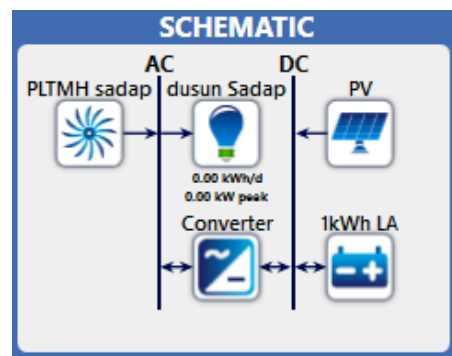 SCHEMATIC
AC DC
PLTMH sadap dusun Sadap PV
0.00 kWh/d
0.00 kW peak
Converter 1kWh LA